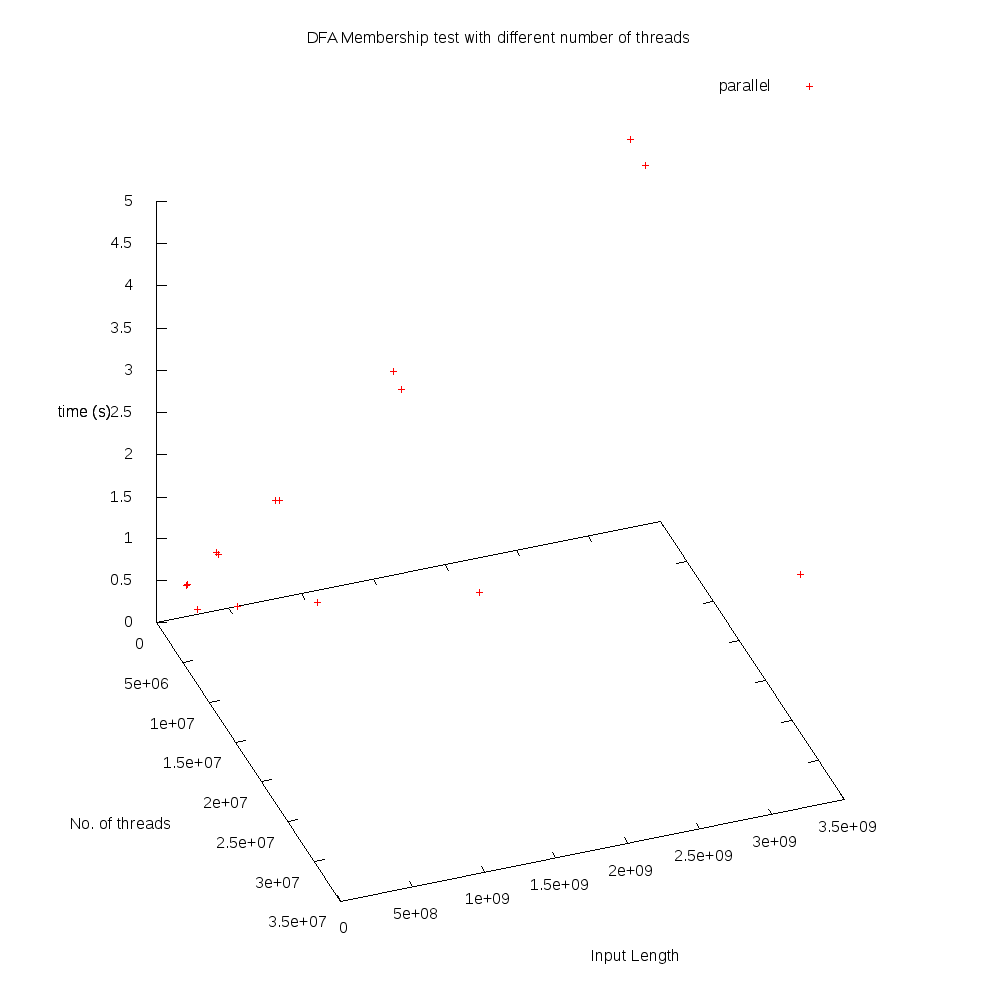 DFA Membership test with different number of threads
parallel
5
4.5
4
3.5
3
time (s)
2.5
2
1.5
1
0.5
0
0
5e+06
1e+07
1.5e+07
2e+07
No. of threads
2.5e+07
3e+07
3.5e+07
0
5e+08
1e+09
1.5e+09
2e+09
2.5e+09
3e+09
3.5e+09
Input Length